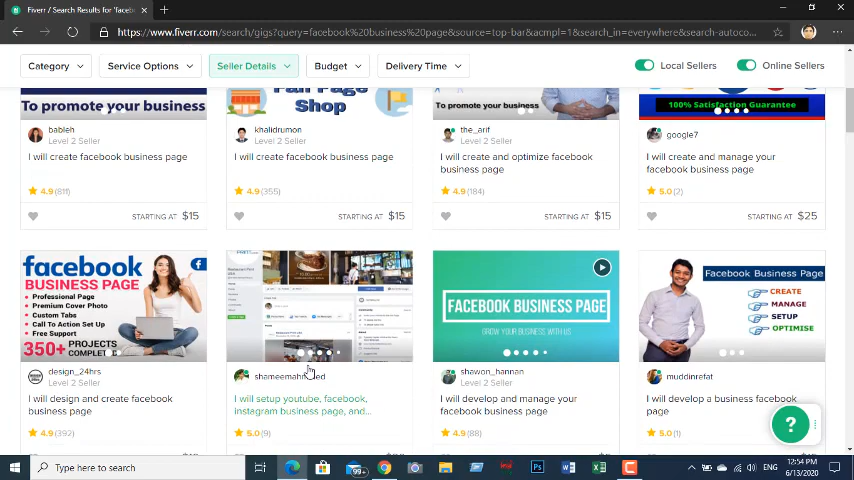 Fiverr / Search Results for 'faceb
https://www.fiverr.com/search/gigs?query=facebook%20business%20page&source=top-bar&acmpl=1&search_in=everywhere&search-autoco...
Category
Service Options
Seller Details
Budget
Delivery Time
Local Sellers
Online Sellers
To promote your business
Shop
To promote your business
100% Satisfaction Guarantee
bableh
Level 2 Seller
khalidrumon
Level 2 Seller
the_arif
Level 2 Seller
google7
I will create facebook business page
I will create facebook business page
I will create and optimize facebook
business page
I will create and manage your
facebook business page
4.9 (811)
4.9 (355)
4.9 (184)
5.0 (2)
STARTING AT $15
STARTING AT $15
STARTING AT $15
STARTING AT $25
facebook
BUSINESS PAGE
• Professional Page
• Premium Cover Photo
• Custom Tabs
• Call To Action Set Up
• Free Support
350+ PROJECTS
COMPLETED
FACEBOOK BUSINESS PAGE
GROW YOUR BUSINESS WITH US
Facebook Business Page
CREATE
MANAGE
SETUP
OPTIMISE
design_24hrs
Level 2 Seller
shawon_hannan
Level 2 Seller
muddinrefat
I will design and create facebook
business page
I will setup youtube, facebook,
instagram business page, and...
I will develop and manage your
facebook business page
I will develop a business facebook
page
4.9 (392)
5.0 (9)
4.9 (88)
5.0 (1)
?
Type here to search
99+
ENG
12:54 PM
6/13/2020